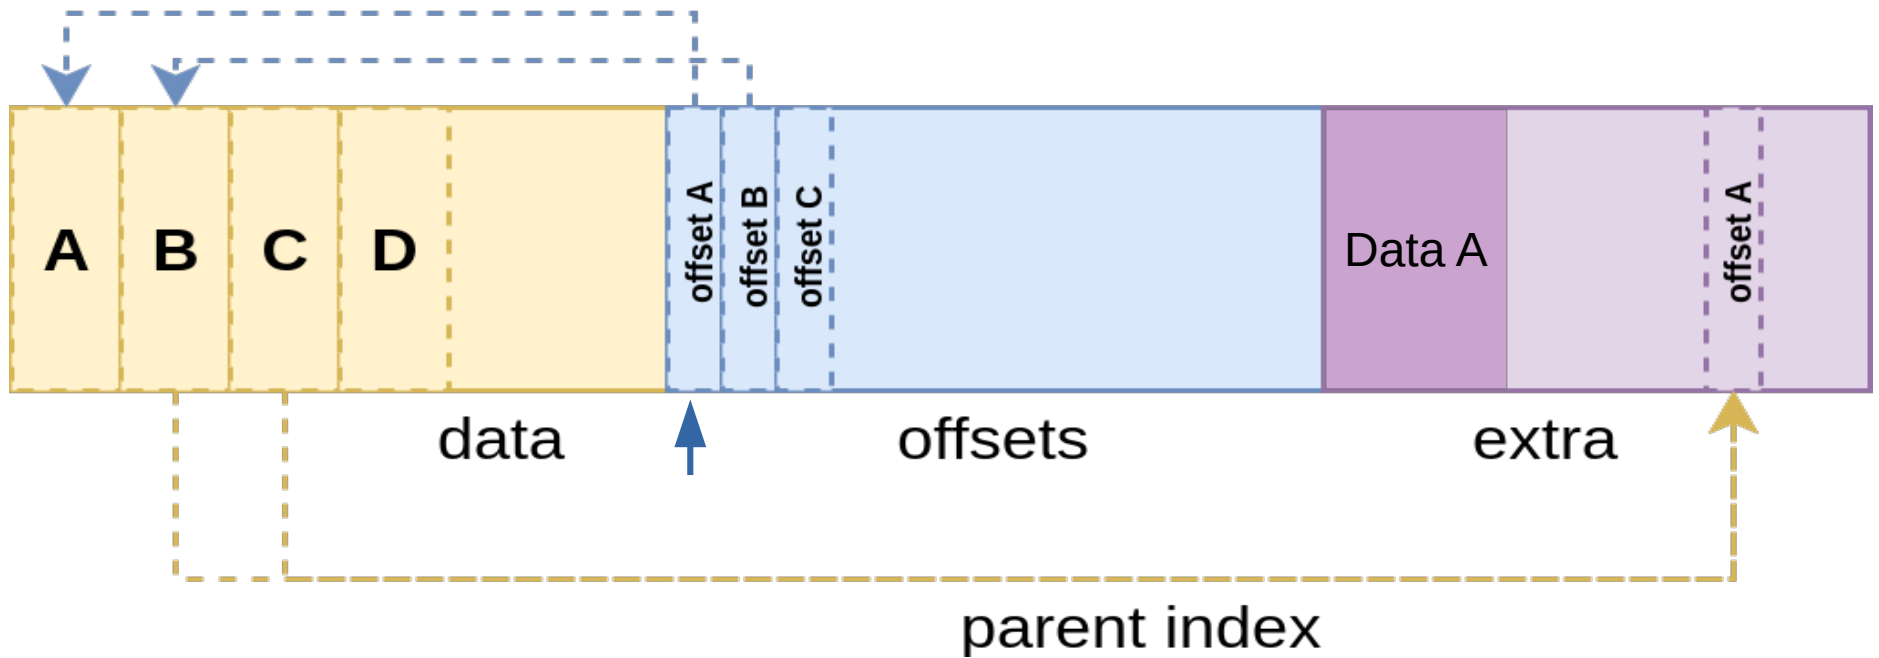 A
B
C
D
offset A
offset B
offset C
Data A
offset A
data
offsets
extra
parent index